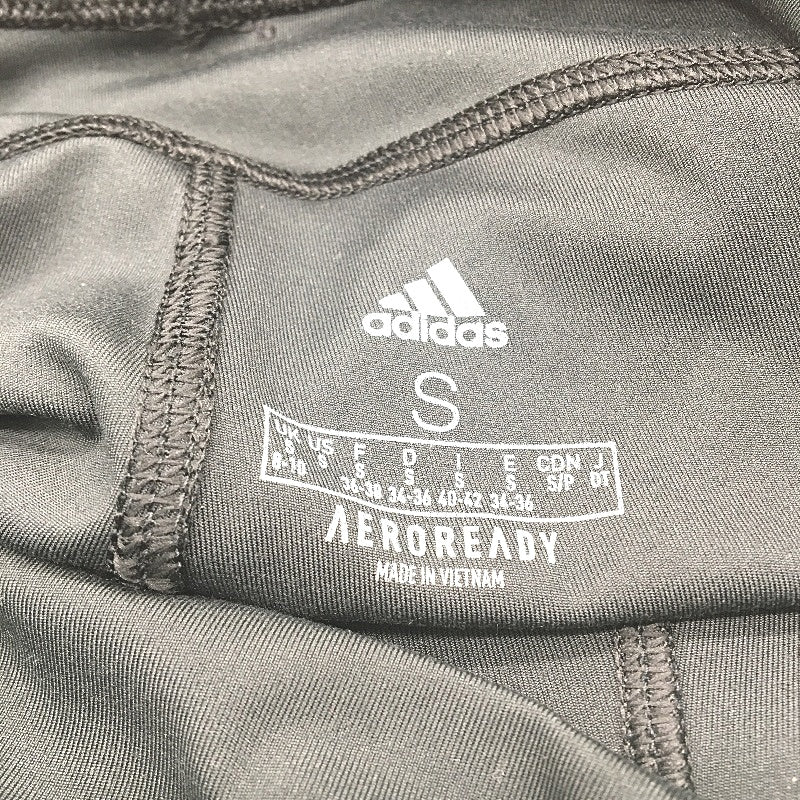 adidas
S
UK US F D I E CDN J
S S S S S S S/P OT
8-10 36-38 34-36 40-42 34-36
AEROREADY
MADE IN VIETNAM